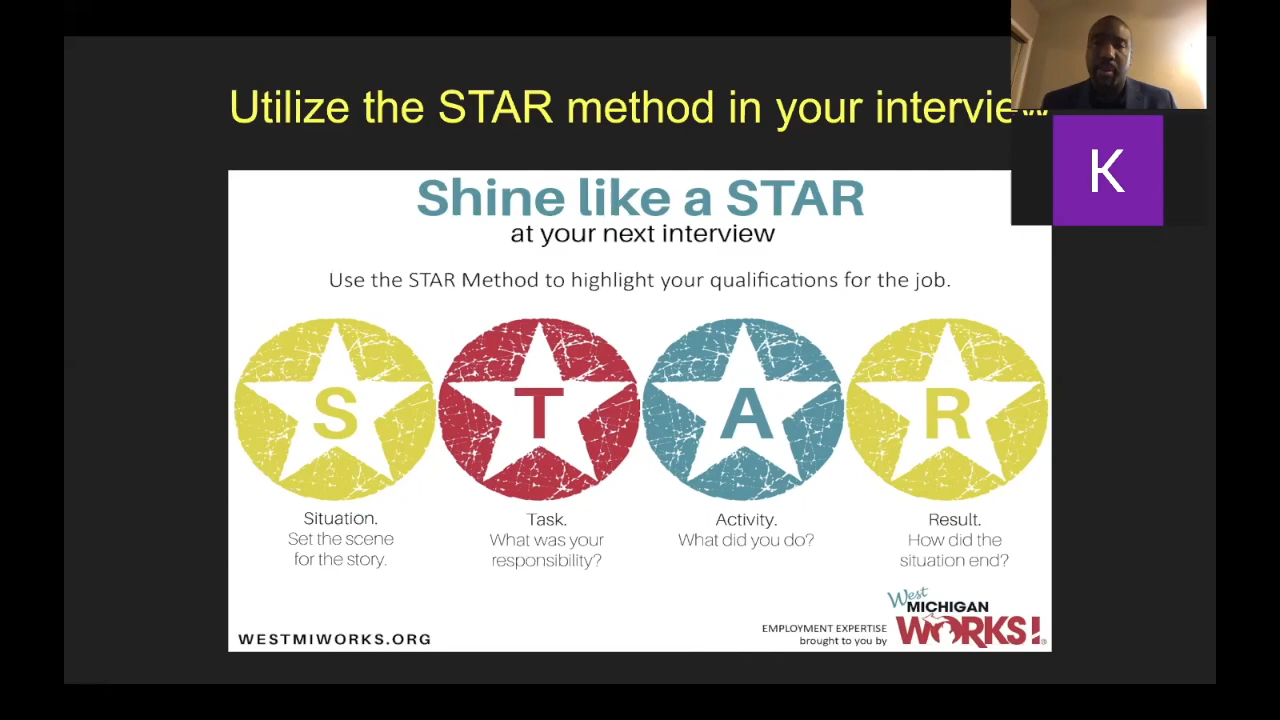 Utilize the STAR method in your interview
K
Shine like a STAR
at your next interview
Use the STAR Method to highlight your qualifications for the job.
S T A R
Situation.
Set the scene
for the story.
Task.
What was your
responsibility?
Activity.
What did you do?
Result.
How did the
situation end?
WESTMIWORKS.ORG
EMPLOYMENT EXPERTISE
brought to you by
West
MICHIGAN
WORKS!